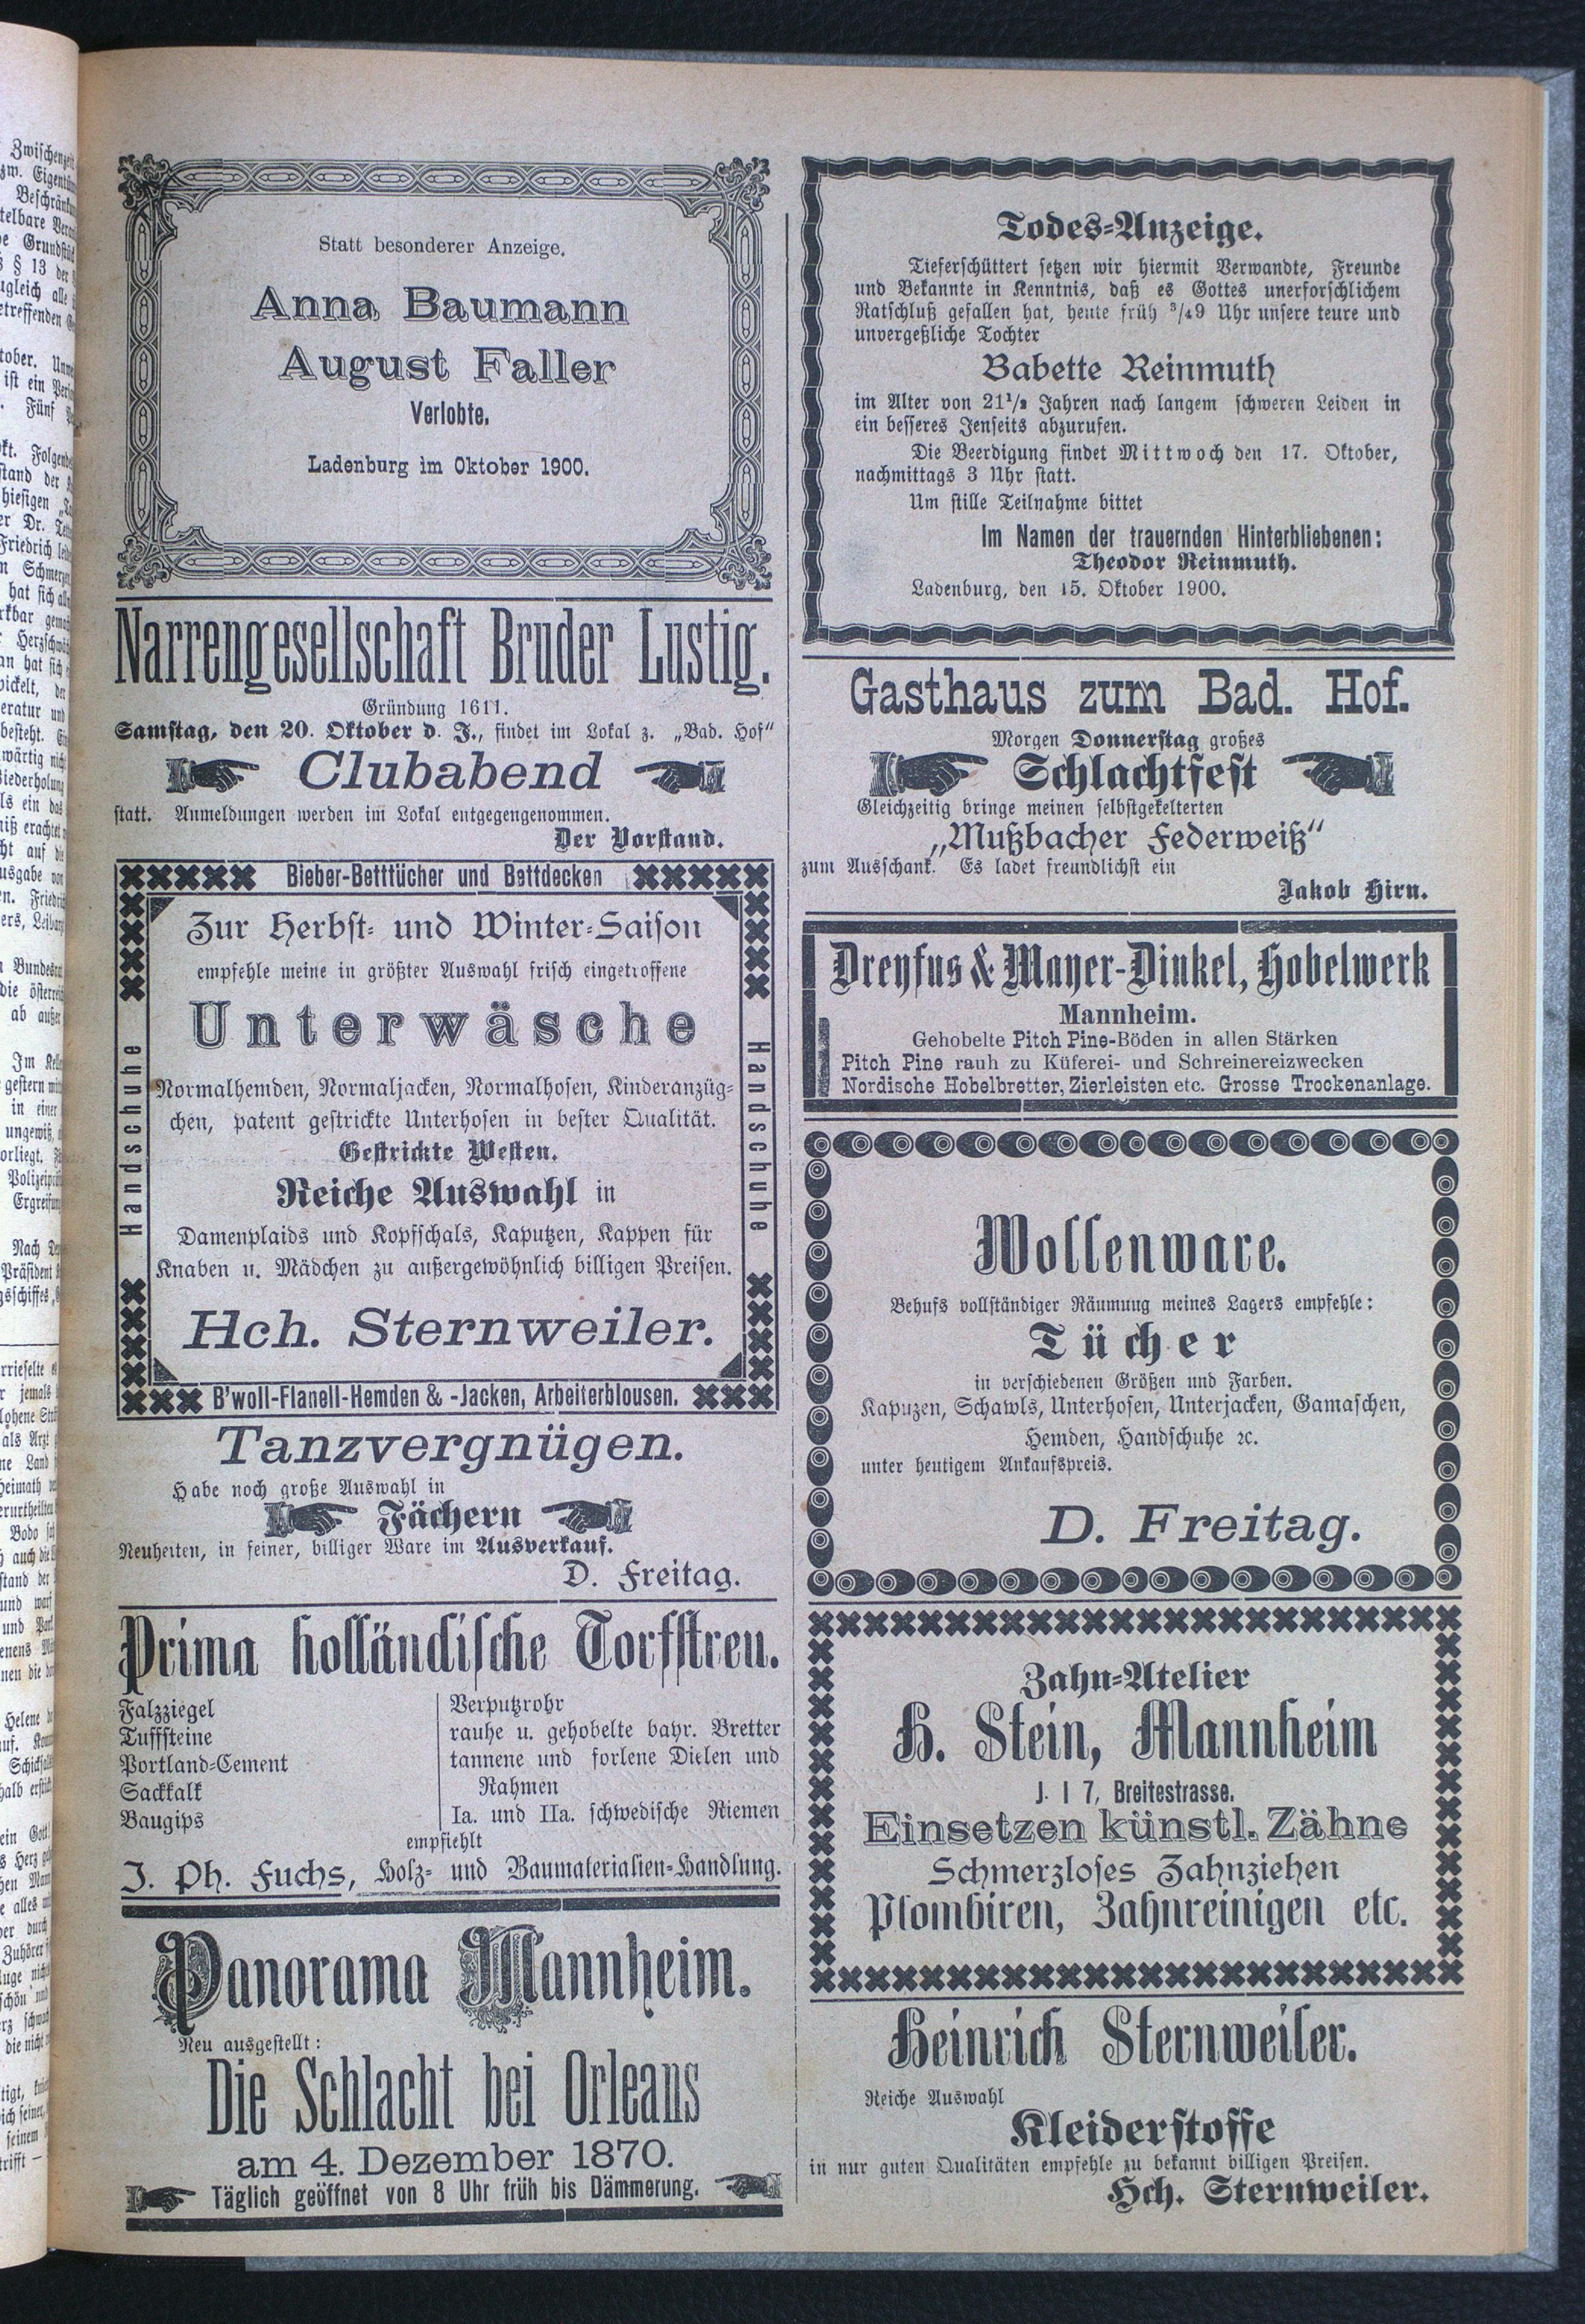 Statt besonderer Anzeige.
Anna Baumann
August Faller
Verlobte.
Ladenburg im Oktober 1900.
Narrengesellschaft Bruder Lustig.
Gründung 1611.
Samstag, den 20. Oktober d. J., findet im Lokal z. „Bad. Hof“
Clubabend
statt. Anmeldungen werden im Lokal entgegengenommen.
Der Vorstand.
Bieber-Betttücher und Bettdecken
Handschuhe
Zur Herbst- und Winter-Saison
empfehle meine in größter Auswahl frisch eingetroffene
Unterwäsche
Normalhemden, Normaljacken, Normalhosen, Kinderanzüg-
chen, patent gestrickte Unterhosen in bester Qualität.
Gestrickte Westen.
Reiche Auswahl in
Damenplaids und Kopfschals, Kaputzen, Kappen für
Knaben u. Mädchen zu außergewöhnlich billigen Preisen.
Hch. Sternweiler.
Handschuhe
B'woll-Flanell-Hemden & -Jacken, Arbeiterblousen.
Tanzvergnügen.
Habe noch große Auswahl in
Fächern
Neuheiten, in feiner, billiger Ware im Ausverkauf.
D. Freitag.
Prima holländische Torfstreu.
Falzziegel
Tuffsteine
Portland-Cement
Sackkalk
Baugips
Verputzrohr
rauhe u. gehobelte bayr. Bretter
tannene und forlene Dielen und
Rahmen
Ia. und IIa. schwedische Riemen
empfiehlt
J. Ph. Fuchs, Holz- und Baumaterialien-Handlung.
Panorama Mannheim.
Neu ausgestellt:
Die Schlacht bei Orleans
am 4. Dezember 1870.
Täglich geöffnet von 8 Uhr früh bis Dämmerung.
Todes-Anzeige.
Tieferschüttert setzen wir hiermit Verwandte, Freunde
und Bekannte in Kenntnis, daß es Gottes unerforschlichem
Ratschluß gefallen hat, heute früh 3/49 Uhr unsere teure und
unvergeßliche Tochter
Babette Reinmuth
im Alter von 21 1/2 Jahren nach langem schweren Leiden in
ein besseres Jenseits abzurufen.
Die Beerdigung findet Mittwoch den 17. Oktober,
nachmittags 3 Uhr statt.
Um stille Teilnahme bittet
Im Namen der trauernden Hinterbliebenen:
Theodor Reinmuth.
Ladenburg, den 15. Oktober 1900.
Gasthaus zum Bad. Hof.
Morgen Donnerstag großes
Schlachtfest
Gleichzeitig bringe meinen selbstgekelterten
„Mußbacher Federweiß“
zum Ausschank. Es ladet freundlichst ein
Jakob Hirn.
Dreyfus & Mayer-Dinkel, Hobelwerk
Mannheim.
Gehobelte Pitch Pine-Böden in allen Stärken
Pitch Pine rauh zu Küferei- und Schreinereizwecken
Nordische Hobelbretter, Zierleisten etc. Grosse Trockenanlage.
Wollenware.
Behufs vollständiger Räumung meines Lagers empfehle:
Tücher
in verschiedenen Größen und Farben.
Kapuzen, Schawls, Unterhosen, Unterjacken, Gamaschen,
Hemden, Handschuhe ꝛc.
unter heutigem Ankaufspreis.
D. Freitag.
Zahn-Atelier
H. Stein, Mannheim
J. I 7, Breitestrasse.
Einsetzen künstl. Zähne
Schmerzloses Zahnziehen
Plombiren, Zahnreinigen etc.
Heinrich Sternweiler.
Reiche Auswahl
Kleiderstoffe
in nur guten Qualitäten empfehle zu bekannt billigen Preisen.
Hch. Sternweiler.